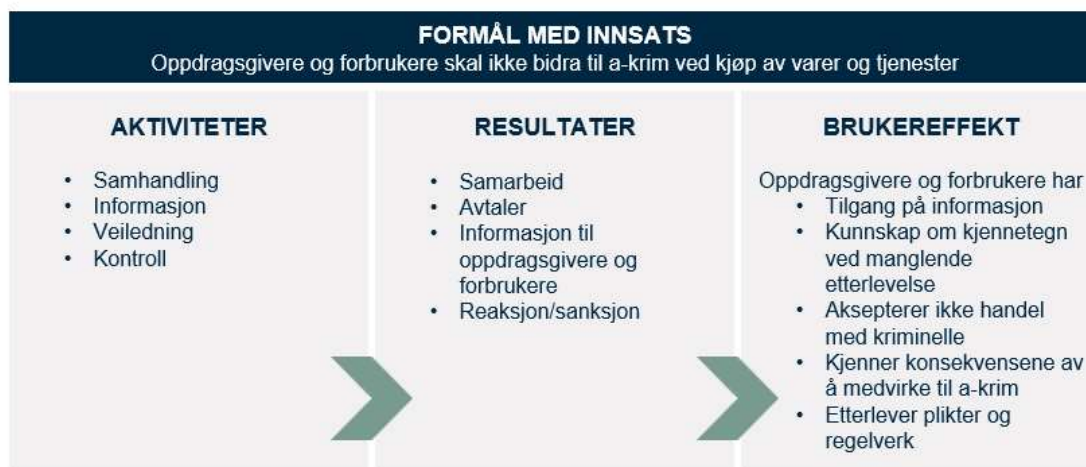 FORMÅL MED INNSATS
Oppdragsgivere og forbrukere skal ikke bidra til a-krim ved kjøp av varer og tjenester
AKTIVITETER
• Samhandling
• Informasjon
• Veiledning
• Kontroll
RESULTATER
• Samarbeid
• Avtaler
• Informasjon til
oppdragsgivere og
forbrukere
• Reaksjon/sanksjon
BRUKEREFFEKT
Oppdragsgivere og forbrukere har
• Tilgang på informasjon
• Kunnskap om kjennetegn
ved manglende
etterlevelse
• Aksepterer ikke handel
med kriminelle
• Kjenner konsekvensene av
å medvirke til a-krim
• Etterlever plikter og
regelverk